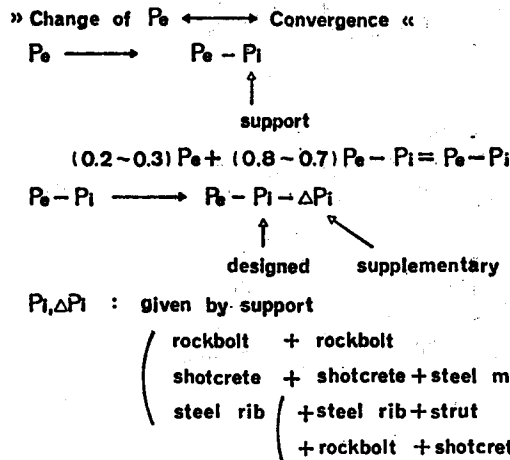 » Change of Pe ⟷ Convergence «
Pe ⟶ Pe – Pi
support
(0.2~0.3) Pe + (0.8~0.7) Pe – Pi = Pe – Pi
Pe – Pi ⟶ Pe – Pi – ΔPi
designed supplementary
Pi, ΔPi : given by support
rockbolt + rockbolt
shotcrete + shotcrete + steel m
steel rib + steel rib + strut
+ rockbolt + shotcret